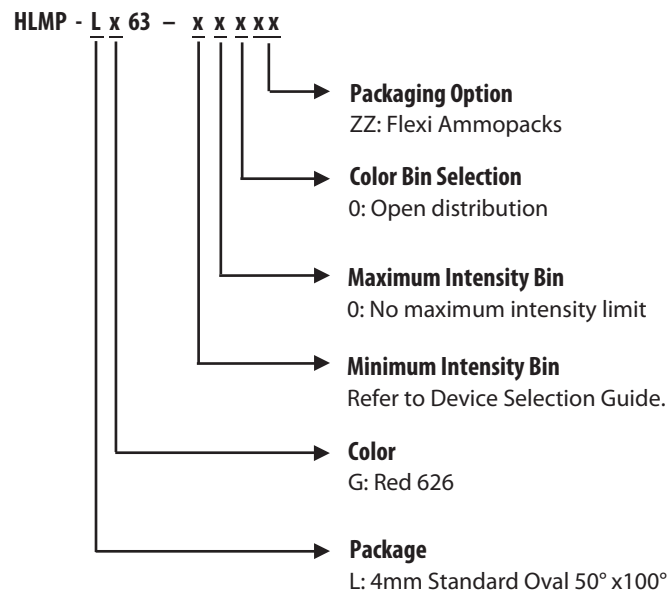 HLMP - L x 63 – x x x x x
Packaging Option
ZZ: Flexi Ammopacks
Color Bin Selection
0: Open distribution
Maximum Intensity Bin
0: No maximum intensity limit
Minimum Intensity Bin
Refer to Device Selection Guide.
Color
G: Red 626
Package
L: 4mm Standard Oval 50° x100°